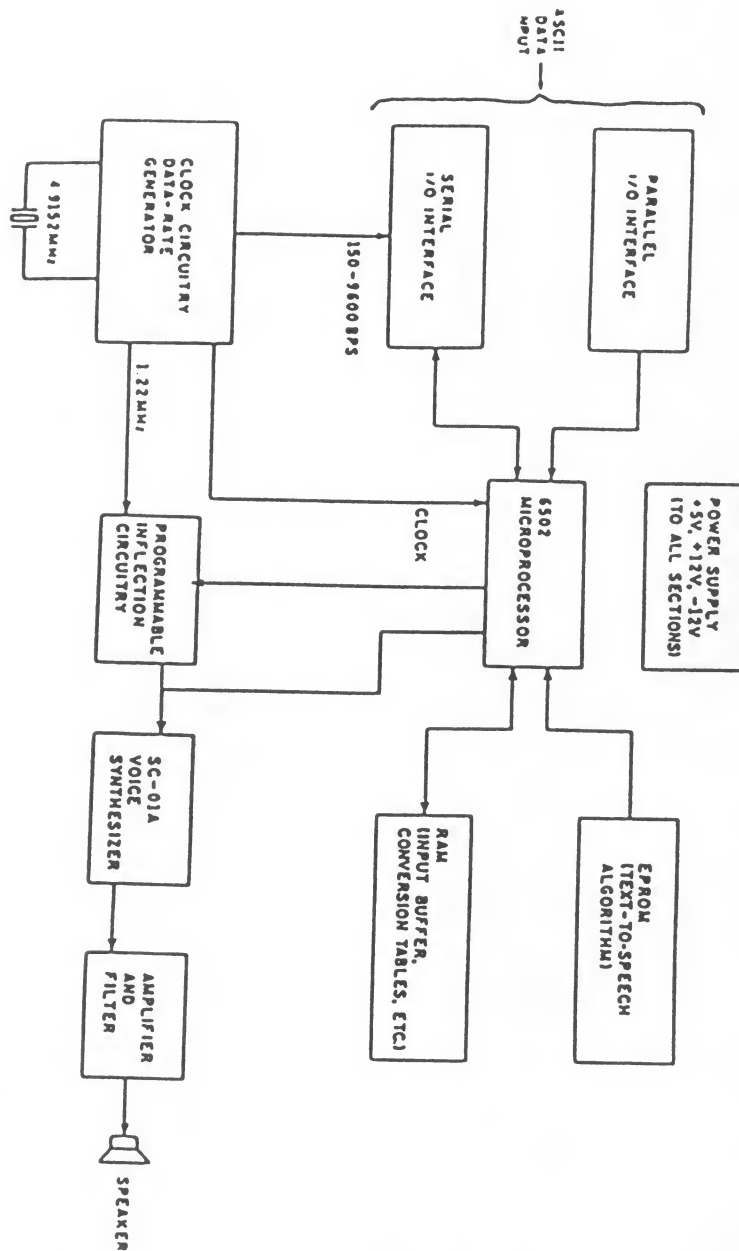 ASCII
DATA
INPUT
PARALLEL
I/O INTERFACE
SERIAL
I/O INTERFACE
150-9600 BPS
CLOCK CIRCUITRY
DATA-RATE
GENERATOR
4.9152MHz
1.22MHz
CLOCK
POWER SUPPLY
+5V, +12V, -12V
(TO ALL SECTIONS)
6502
MICROPROCESSOR
PROGRAMMABLE
INFLECTION
CIRCUITRY
EPROM
(TEXT-TO-SPEECH
ALGORITHM)
RAM
(INPUT BUFFER,
CONVERSION TABLES, ETC.)
SC-01A
VOICE
SYNTHESIZER
AMPLIFIER
AND
FILTER
SPEAKER